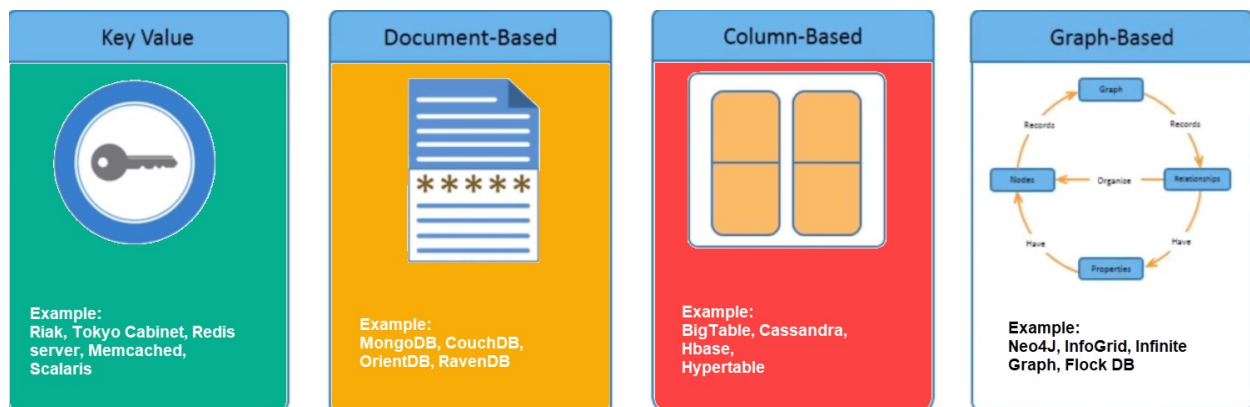 Key Value
Example:
Riak, Tokyo Cabinet, Redis
server, Memcached,
Scalaris
Document-Based
*****
Example:
MongoDB, CouchDB,
OrientDB, RavenDB
Column-Based
Example:
BigTable, Cassandra,
Hbase,
Hypertable
Graph-Based
Graph
Records
Records
Nodes
Organize
Relationships
Have
Have
Properties
Example:
Neo4J, InfoGrid, Infinite
Graph, Flock DB